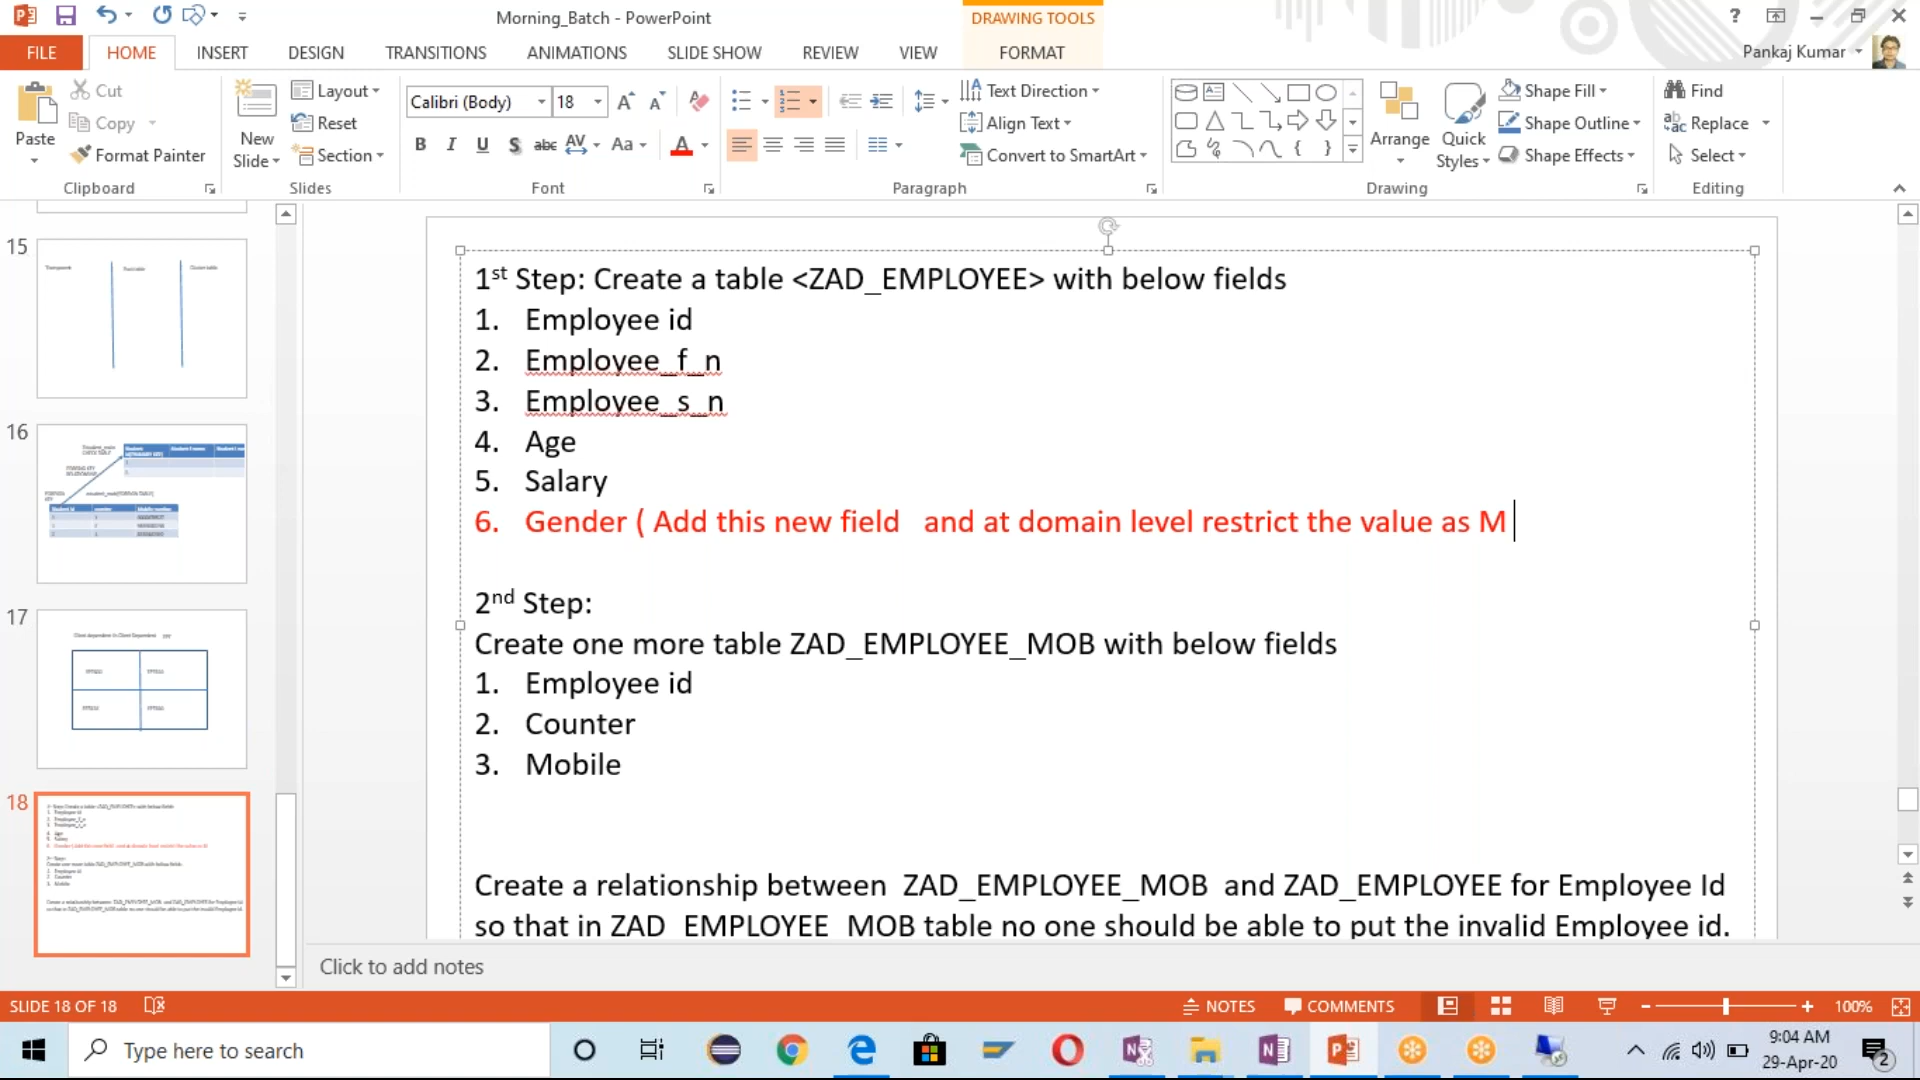 Morning_Batch - PowerPoint
DRAWING TOOLS
?
FILE HOME INSERT DESIGN TRANSITIONS ANIMATIONS SLIDE SHOW REVIEW VIEW FORMAT
Pankaj Kumar
Paste
Cut
Copy
Format Painter
Clipboard
New Slide
Layout
Reset
Section
Slides
Calibri (Body) 18
B I U S abc AV Aa A
Font
Paragraph
Text Direction
Align Text
Convert to SmartArt
Arrange
Quick Styles
Shape Fill
Shape Outline
Shape Effects
Drawing
Find
Replace
Select
Editing
15
16
17
18
1st Step: Create a table <ZAD_EMPLOYEE> with below fields
1. Employee id
2. Employee_f_n
3. Employee_s_n
4. Age
5. Salary
6. Gender ( Add this new field   and at domain level restrict the value as M
2nd Step:
Create one more table ZAD_EMPLOYEE_MOB with below fields
1. Employee id
2. Counter
3. Mobile
Create a relationship between  ZAD_EMPLOYEE_MOB  and ZAD_EMPLOYEE for Employee Id
so that in ZAD_EMPLOYEE_MOB table no one should be able to put the invalid Employee id.
Click to add notes
SLIDE 18 OF 18
NOTES
COMMENTS
100%
Type here to search
9:04 AM
29-Apr-20
2